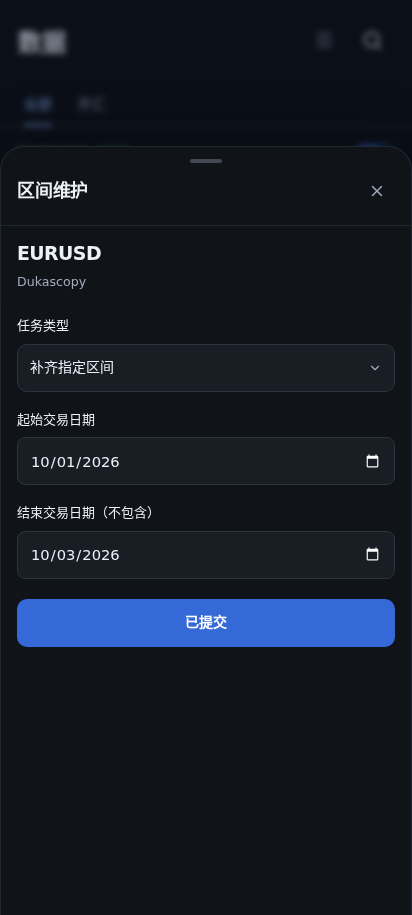 数据
区间维护
EURUSD
Dukascopy
任务类型
补齐指定区间
起始交易日期
10/01/2026
结束交易日期（不包含）
10/03/2026
已提交